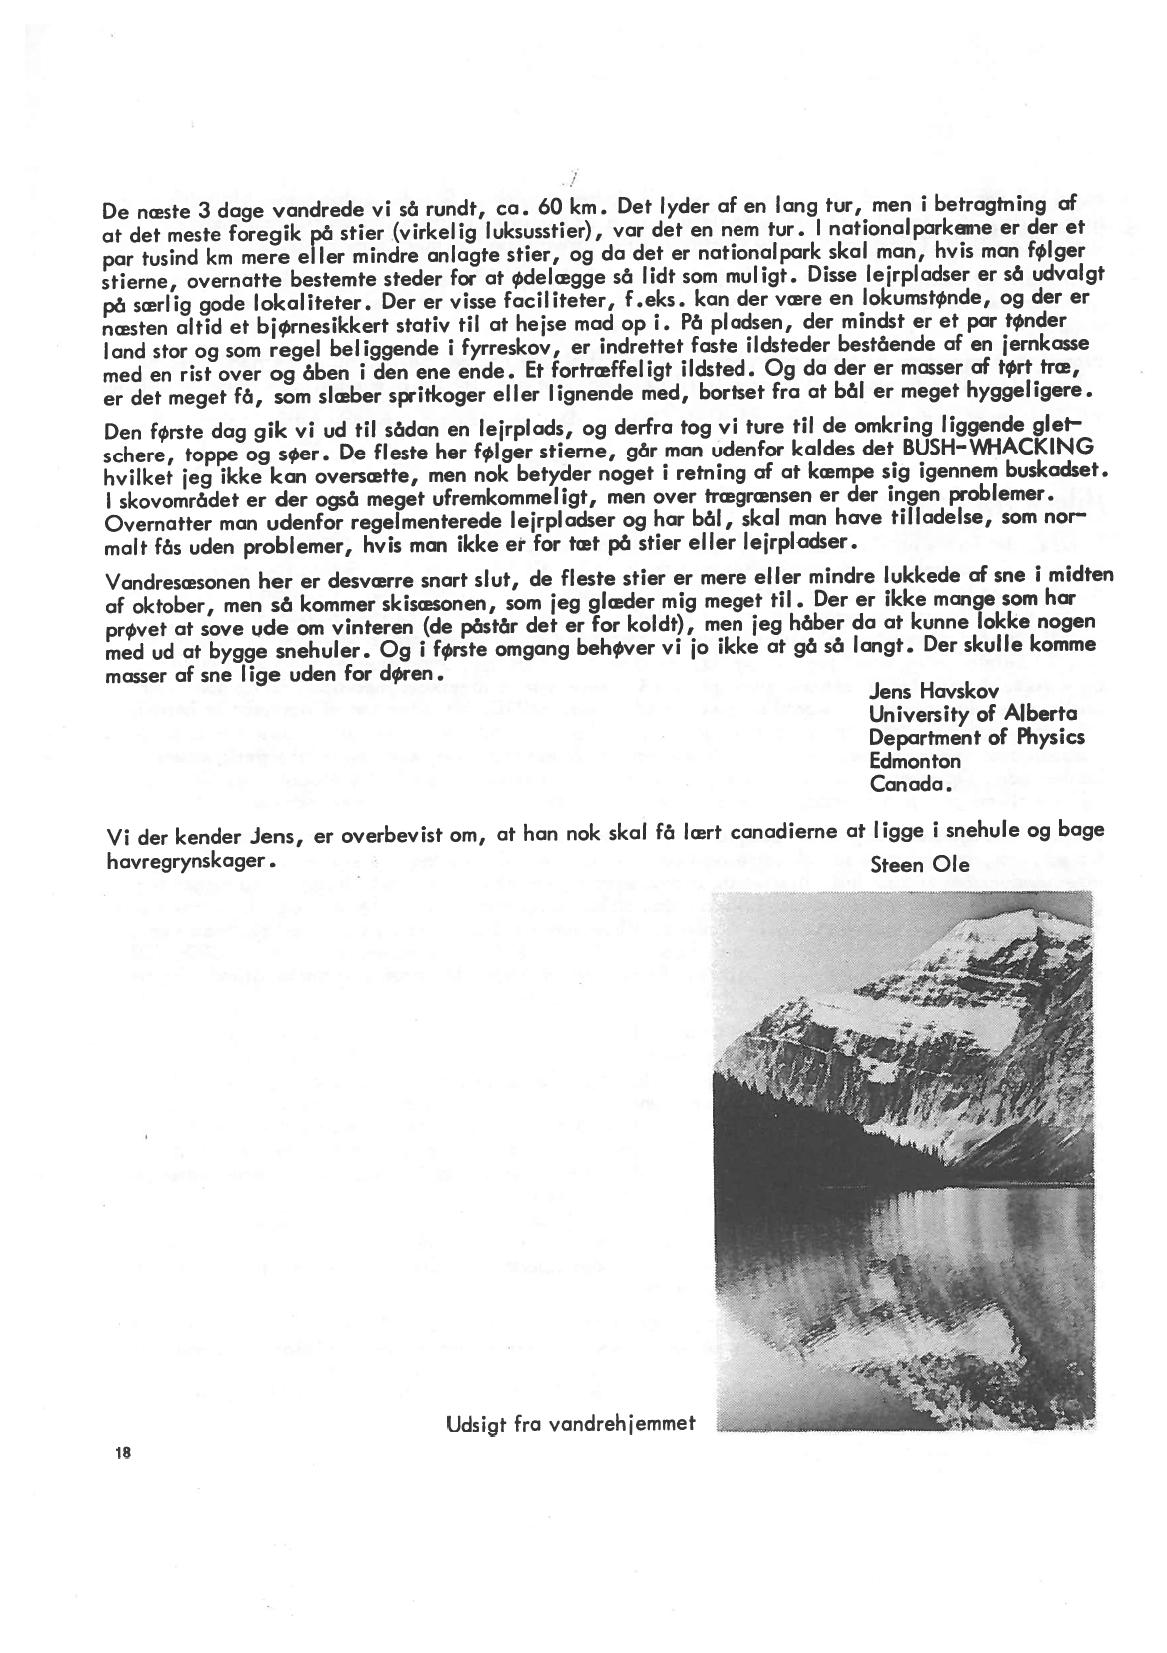 De næste 3 dage vandrede vi så rundt, ca. 60 km. Det lyder af en lang tur, men i betragtning af
at det meste foregik på stier (virkelig luksusstier), var det en nem tur. I nationalparkerne er der et
par tusind km mere eller mindre anlagte stier, og da det er nationalpark skal man, hvis man følger
stierne, overnatte bestemte steder for at ødelægge så lidt som muligt. Disse lejrpladser er så udvalgt
på særlig gode lokaliteter. Der er visse faciliteter, f.eks. kan der være en lokumstønde, og der er
næsten altid et bjørnesikkert stativ til at hejse mad op i. På pladsen, der mindst er et par tønder
land stor og som regel beliggende i fyrreskov, er indrettet faste ildsteder bestående af en jernkasse
med en rist over og åben i den ene ende. Et fortræffeligt ildsted. Og da der er masser af tørt træ,
er det meget få, som slæber spritkoger eller lignende med, bortset fra at bål er meget hyggeligere.
Den første dag gik vi ud til sådan en lejrplads, og derfra tog vi ture til de omkring liggende glet-
schere, toppe og søer. De fleste her følger stierne, går man udenfor kaldes det BUSH-WHACKING
hvilket jeg ikke kan oversætte, men nok betyder noget i retning af at kæmpe sig igennem buskadset.
I skovområdet er der også meget ufremkommeligt, men over trægrænsen er der ingen problemer.
Overnatter man udenfor regelmenterede lejrpladser og har bål, skal man have tilladelse, som nor-
malt fås uden problemer, hvis man ikke er for tæt på stier eller lejrpladser.
Vandresæsonen her er desværre snart slut, de fleste stier er mere eller mindre lukkede af sne i midten
af oktober, men så kommer skisæsonen, som jeg glæder mig meget til. Der er ikke mange som har
prøvet at sove ude om vinteren (de påstår det er for koldt), men jeg håber da at kunne lokke nogen
med ud at bygge snehuler. Og i første omgang behøver vi jo ikke at gå så langt. Der skulle komme
masser af sne lige uden for døren.
Jens Havskov
University of Alberta
Department of Physics
Edmonton
Canada.
Vi der kender Jens, er overbevist om, at han nok skal få lært canadierne at ligge i snehule og bage
havregrynskager.
Steen Ole
Udsigt fra vandrehjemmet
18